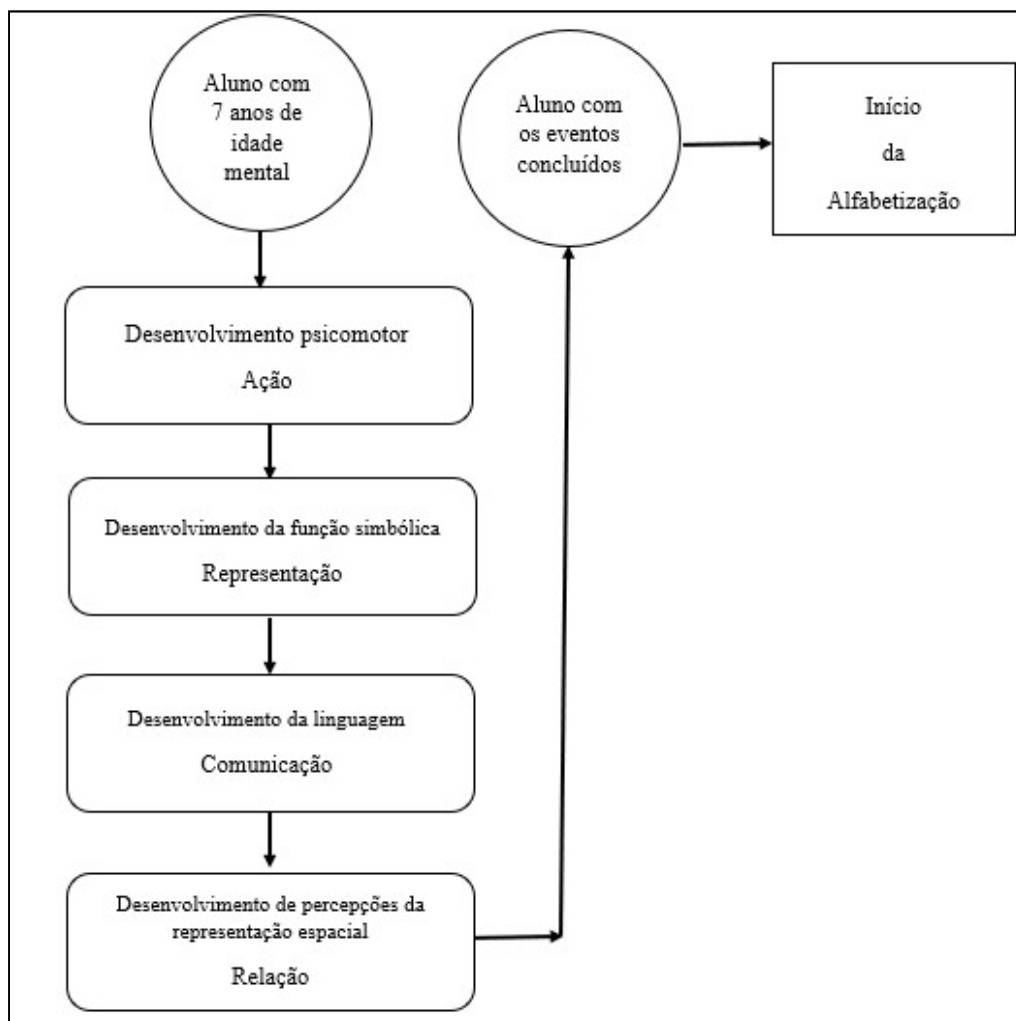 Aluno com
7 anos de
idade
mental
Desenvolvimento psicomotor
Ação
Desenvolvimento da função simbólica
Representação
Desenvolvimento da linguagem
Comunicação
Desenvolvimento de percepções da
representação espacial
Relação
Aluno com
os eventos
concluídos
Início
da
Alfabetização